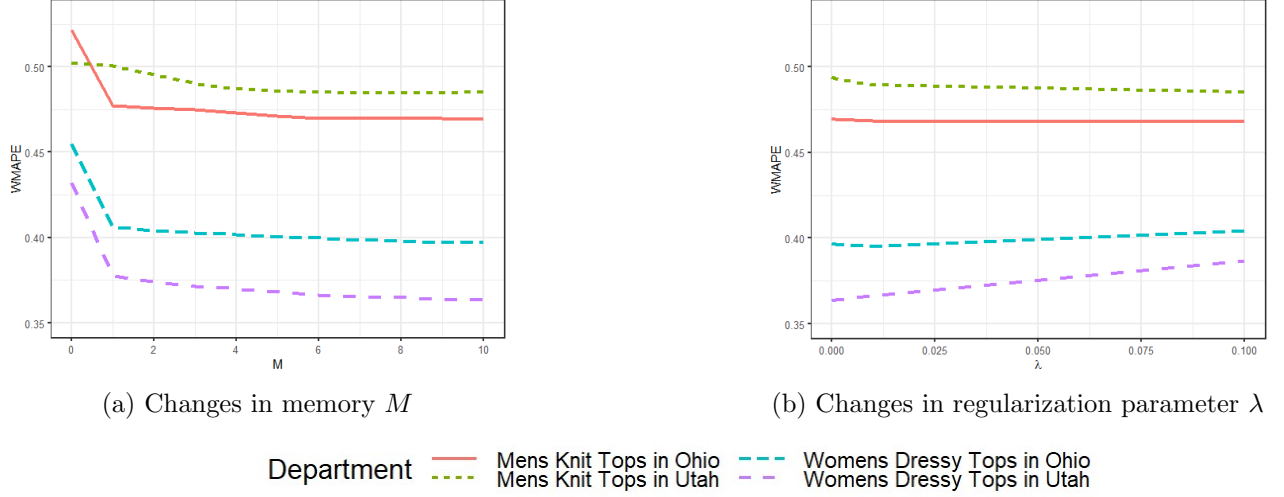 0.50
0.45
0.40
0.35
WMAPE
0 2 4 6 8 10
M
(a) Changes in memory M
0.50
0.45
0.40
0.35
WMAPE
0.000 0.025 0.050 0.075 0.100
λ
(b) Changes in regularization parameter λ
Department
Mens Knit Tops in Ohio
Mens Knit Tops in Utah
Womens Dressy Tops in Ohio
Womens Dressy Tops in Utah